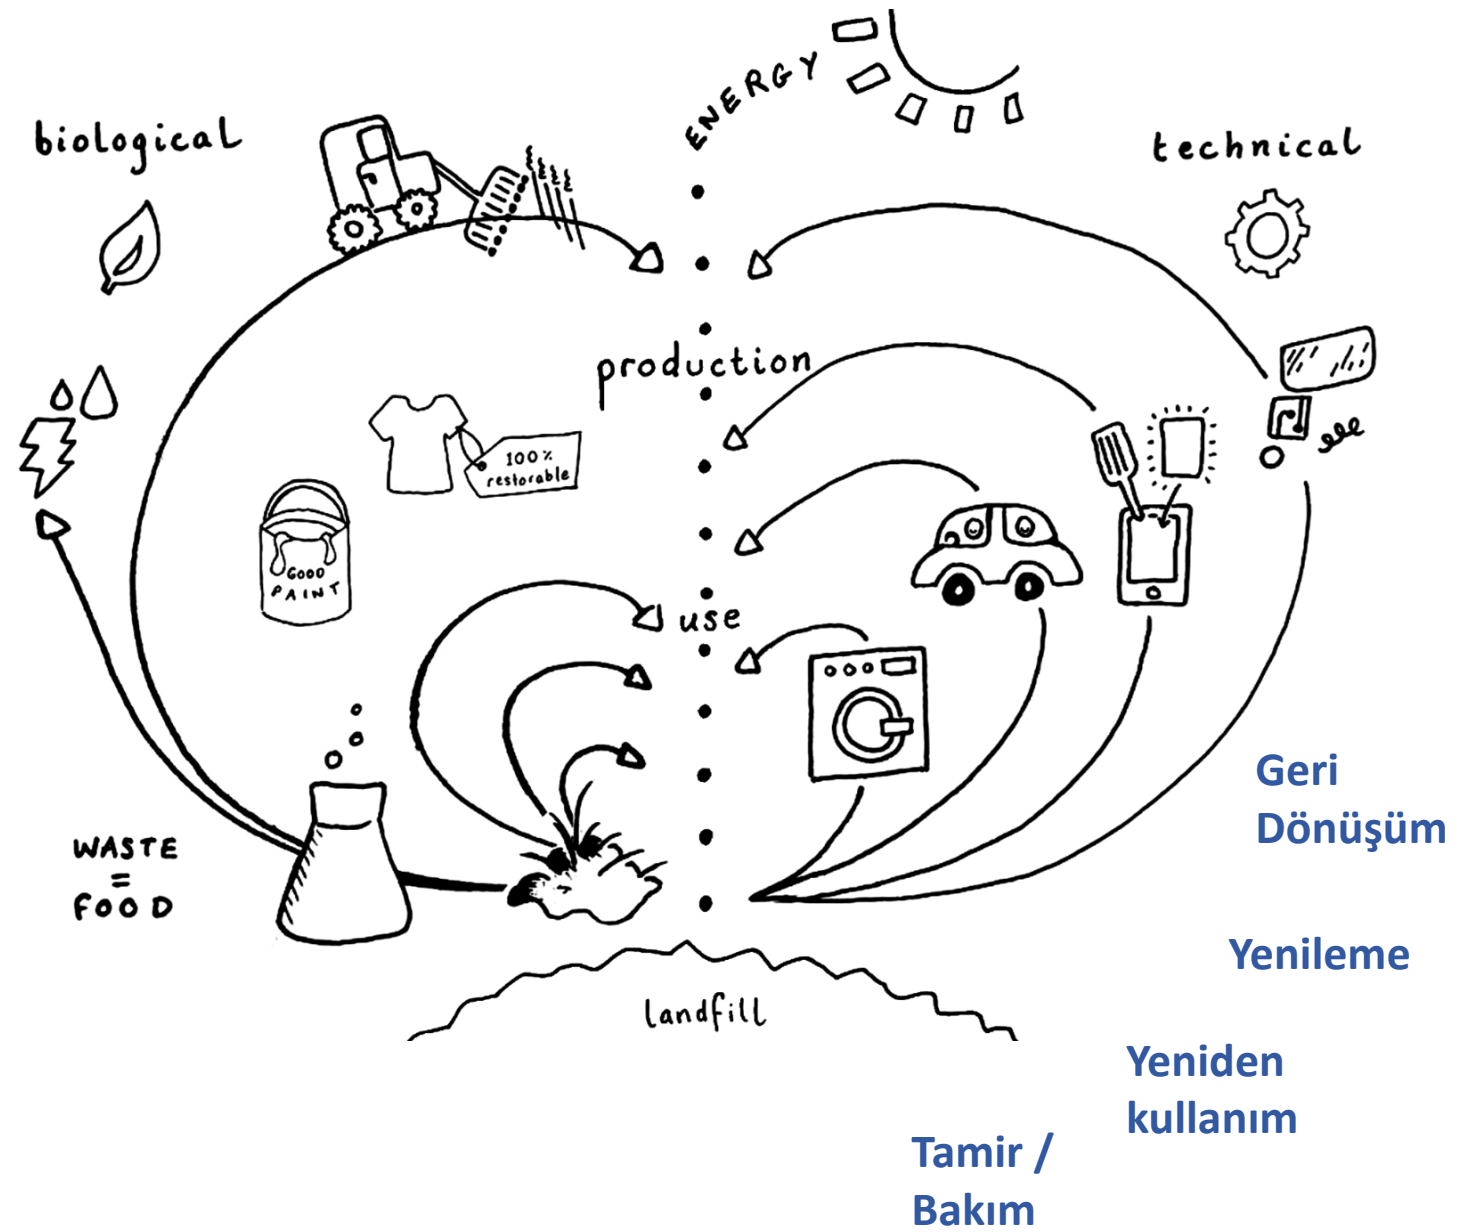 ENERGY
biological
technical
production
100%
restorable
GOOD
PAINT
use
Geri
Dönüşüm
WASTE
=
FOOD
Yenileme
landfill
Yeniden
kullanım
Tamir /
Bakım